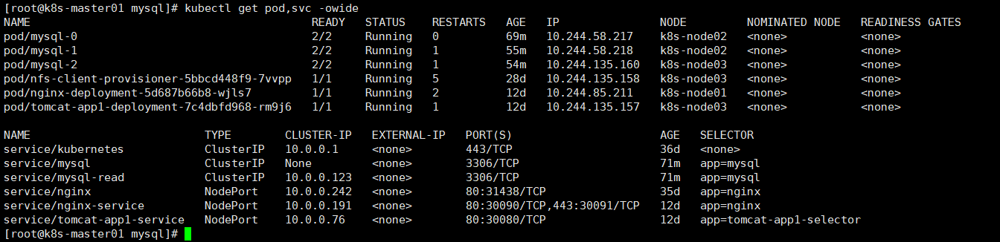 [root@k8s-master01 mysql]# kubectl get pod,svc -owide
NAME READY STATUS RESTARTS AGE IP NODE NOMINATED NODE READINESS GATES
pod/mysql-0 2/2 Running 0 69m 10.244.58.217 k8s-node02 <none> <none>
pod/mysql-1 2/2 Running 1 55m 10.244.58.218 k8s-node02 <none> <none>
pod/mysql-2 2/2 Running 1 54m 10.244.135.160 k8s-node03 <none> <none>
pod/nfs-client-provisioner-5bbcd448f9-7vvpp 1/1 Running 5 28d 10.244.135.158 k8s-node03 <none> <none>
pod/nginx-deployment-5d687b66b8-wjls7 1/1 Running 2 12d 10.244.85.211 k8s-node01 <none> <none>
pod/tomcat-app1-deployment-7c4dbfd968-rm9j6 1/1 Running 1 12d 10.244.135.157 k8s-node03 <none> <none>
NAME TYPE CLUSTER-IP EXTERNAL-IP PORT(S) AGE SELECTOR
service/kubernetes ClusterIP 10.0.0.1 <none> 443/TCP 36d <none>
service/mysql ClusterIP None <none> 3306/TCP 71m app=mysql
service/mysql-read ClusterIP 10.0.0.123 <none> 3306/TCP 71m app=mysql
service/nginx NodePort 10.0.0.242 <none> 80:31438/TCP 35d app=nginx
service/nginx-service NodePort 10.0.0.191 <none> 80:30090/TCP,443:30091/TCP 12d app=nginx
service/tomcat-app1-service NodePort 10.0.0.76 <none> 80:30080/TCP 12d app=tomcat-app1-selector
[root@k8s-master01 mysql]#